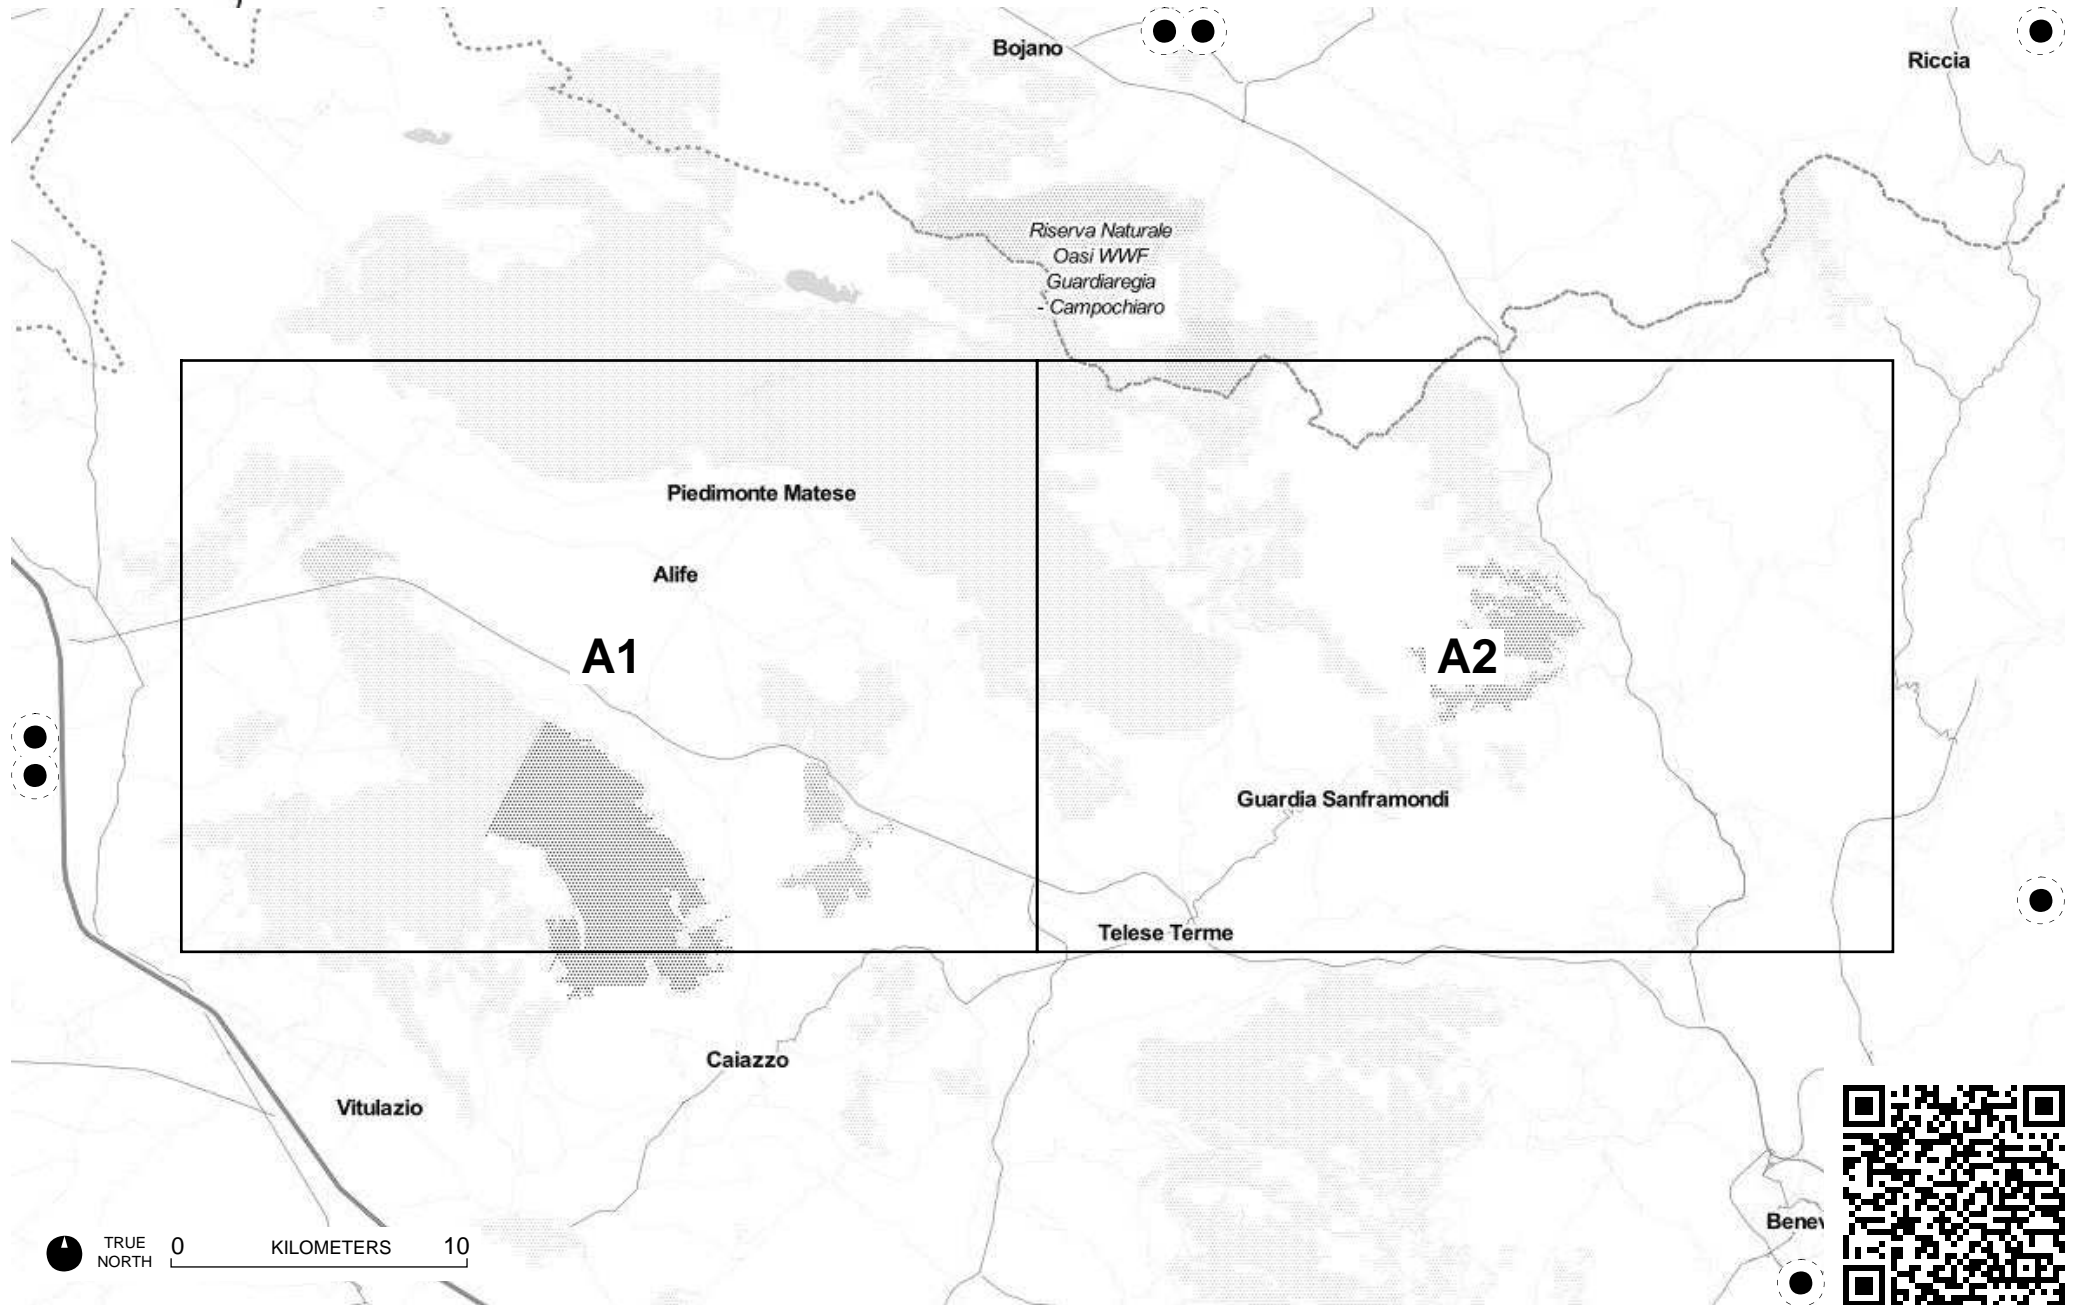 Bojano
Riccia
Riserva Naturale
Oasi WWF
Guardiaregia
- Campochiaro
Piedimonte Matese
Alife
A1
A2
Guardia Sanframondi
Telese Terme
Caiazzo
Vitulazio
Benev
TRUE
NORTH
0 KILOMETERS 10